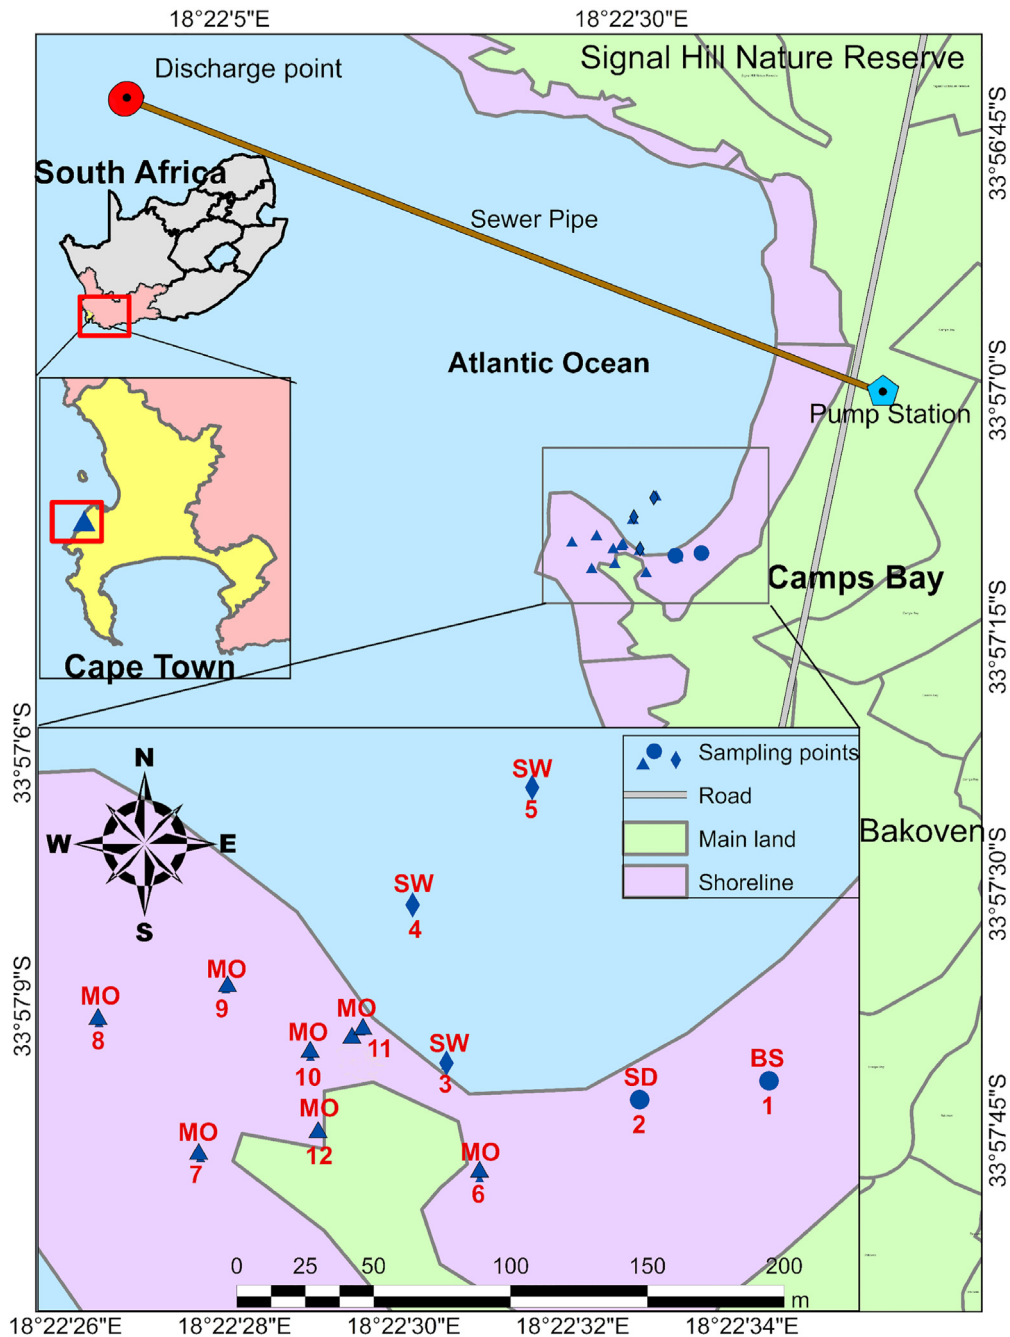 18°22'5"E
18°22'30"E
Signal Hill Nature Reserve
Discharge point
33°56'45"S
South Africa
Sewer Pipe
Atlantic Ocean
33°57'0"S
Pump Station
Camps Bay
33°57'15"S
Cape Town
33°57'6"S
N
W
E
S
SW
5
Sampling points
Road
Main land
Shoreline
Bakoven
33°57'30"S
SW
4
33°57'9"S
MO
9
MO
8
MO
11
MO
10
SW
3
BS
1
SD
2
33°57'45"S
MO
12
MO
7
MO
6
0 25 50 100 150 200
m
18°22'26"E
18°22'28"E
18°22'30"E
18°22'32"E
18°22'34"E